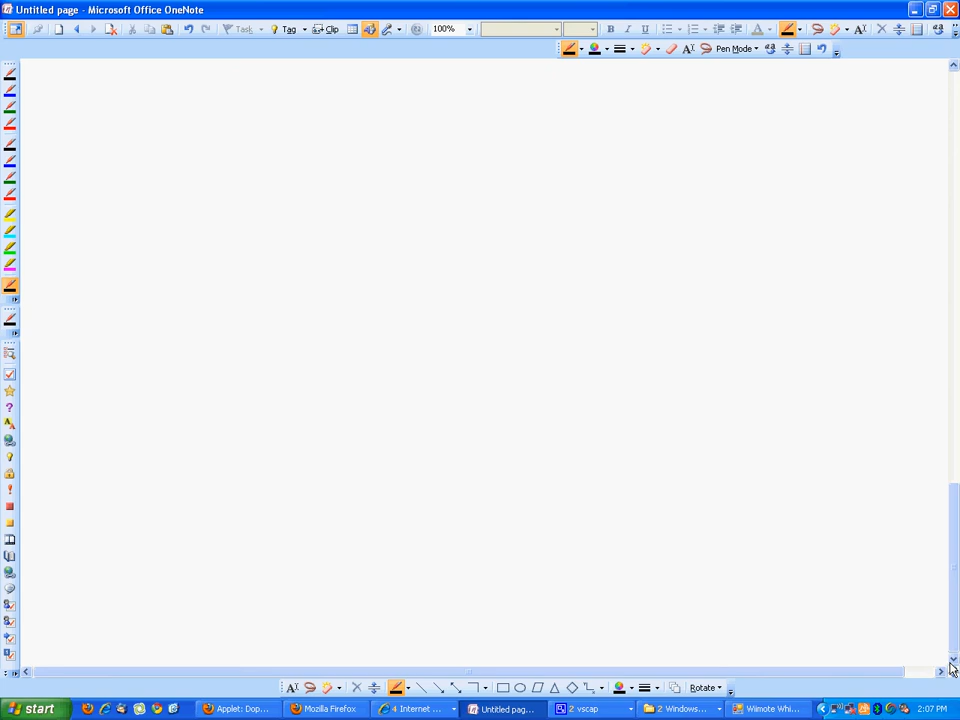 Untitled page - Microsoft Office OneNote
Task Tag Clip 100% B I U A
Pen Mode
Rotate
start Applet: Dop... Mozilla Firefox 4 Internet ... Untitled pag... 2 vscap 2 Windows... Wiimote Whi... 2:07 PM